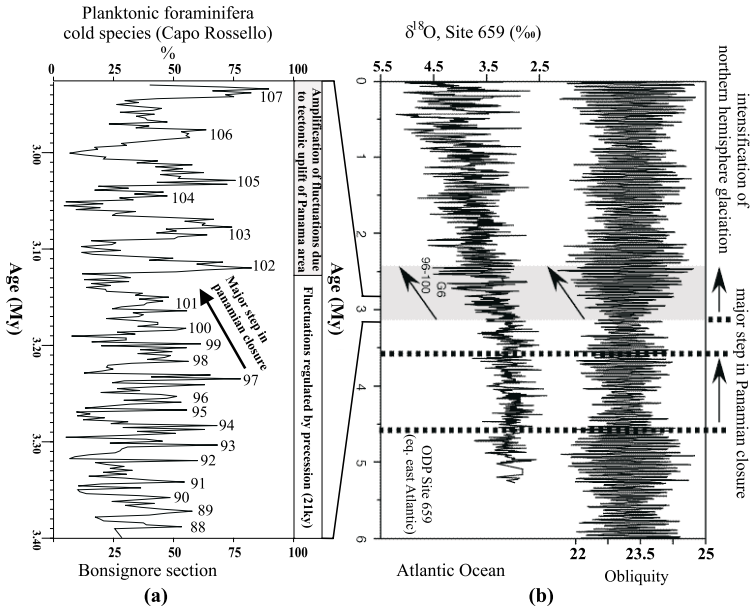 Planktonic foraminifera
cold species (Capo Rossello)
%
0 25 50 75 100
107
106
105
104
103
102
101
100
99
98
97
96
95
94
93
92
91
90
89
88
3.00
3.10
3.20
3.30
3.40
Age (My)
Major step in
panamian closure
Amplification of fluctuations due
to tectonic uplift of Panama area
Fluctuations regulated by precession (21ky)
25 50 75 100
Bonsignore section
(a)
δ18O, Site 659 (‰)
5.5 4.5 3.5 2.5
0
1
2
3
4
5
6
Age (My)
G6
96-100
ODP Site 659
(eq. east Atlantic)
22 23.5 25
Atlantic Ocean
Obliquity
(b)
intensification of
northern hemisphere glaciation
major step in Panamian closure